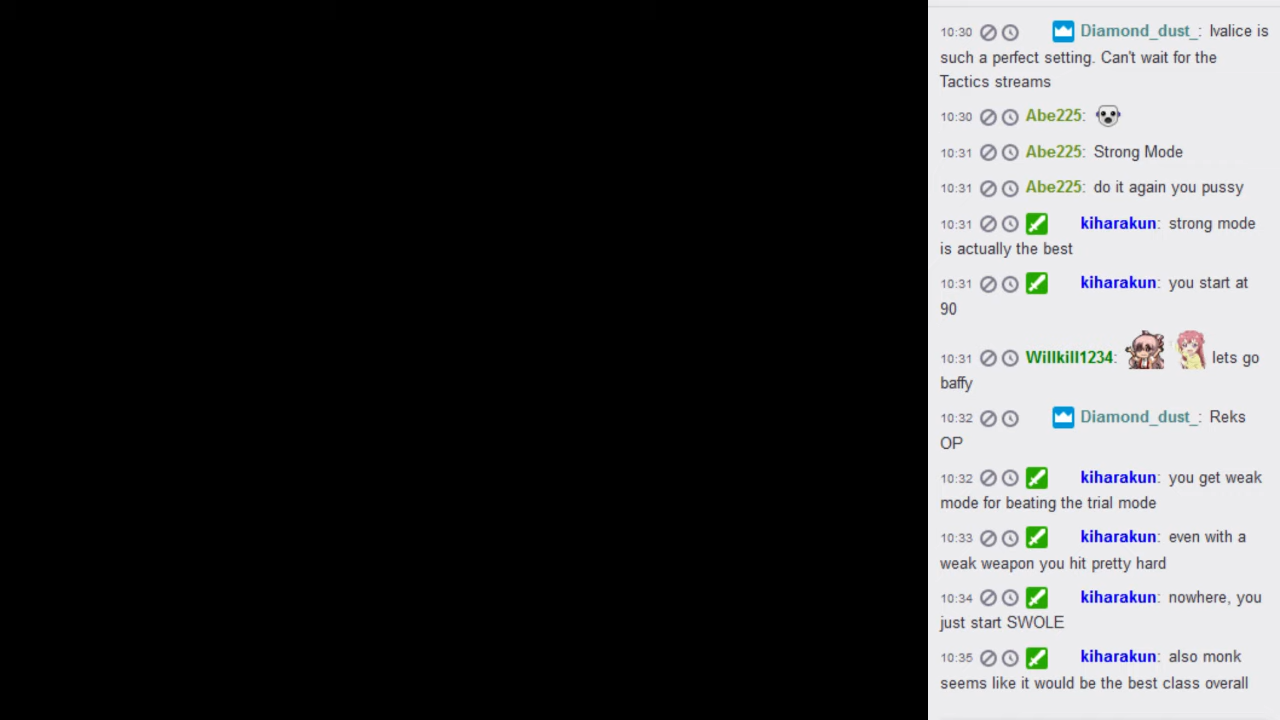 10:30 Diamond_dust_: Ivalice is
such a perfect setting. Can't wait for the
Tactics streams
10:30 Abe225:
10:31 Abe225: Strong Mode
10:31 Abe225: do it again you pussy
10:31 kiharakun: strong mode
is actually the best
10:31 kiharakun: you start at
90
10:31 Willkill1234: lets go
baffy
10:32 Diamond_dust_: Reks
OP
10:32 kiharakun: you get weak
mode for beating the trial mode
10:33 kiharakun: even with a
weak weapon you hit pretty hard
10:34 kiharakun: nowhere, you
just start SWOLE
10:35 kiharakun: also monk
seems like it would be the best class overall